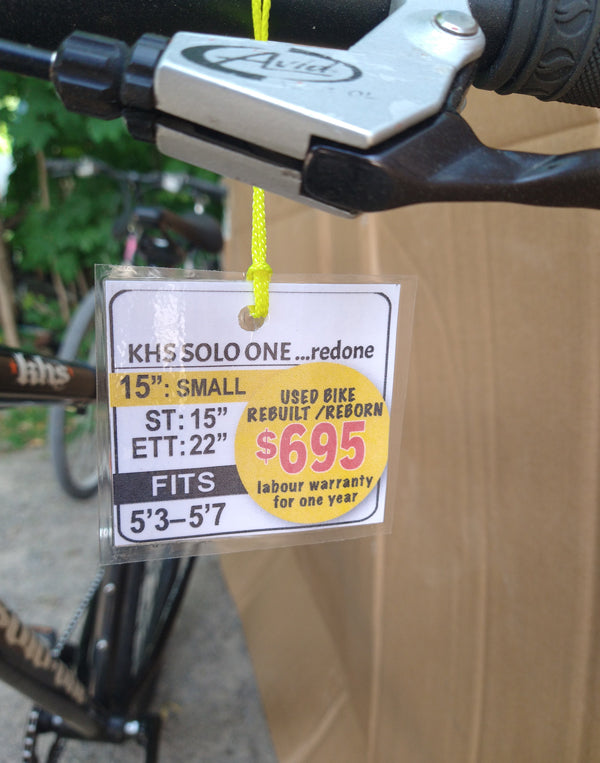 Avid
khs
KHS SOLO ONE ...redone
15”: SMALL
ST: 15”
ETT: 22”
FITS
5'3–5'7
USED BIKE
REBUILT /REBORN
$695
labour warranty
for one year